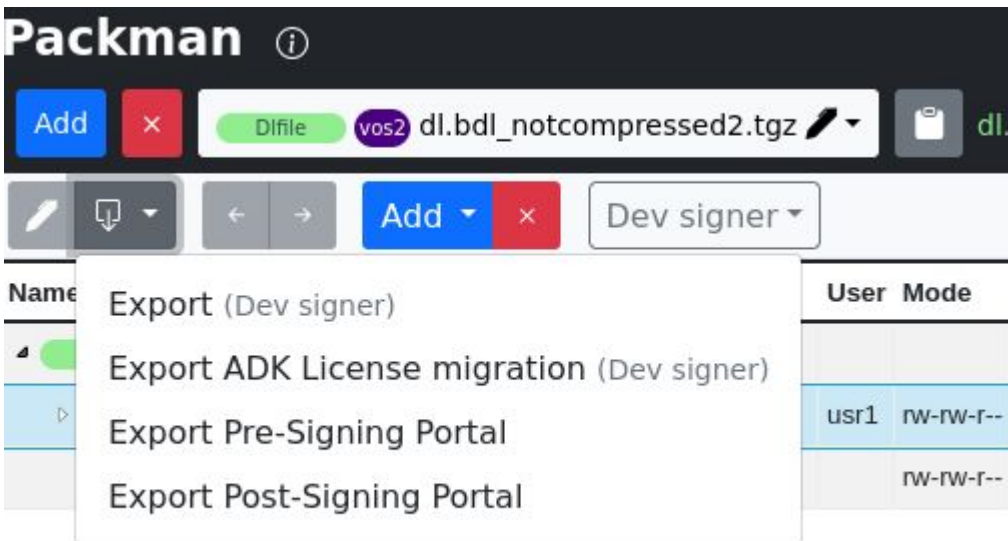 Packman
Add × Dlfile vos2 dl.bdl_notcompressed2.tgz dl.
Add × Dev signer
Name User Mode
Export (Dev signer)
Export ADK License migration (Dev signer)
usr1 rw-rw-r--
Export Pre-Signing Portal
rw-rw-r--
Export Post-Signing Portal